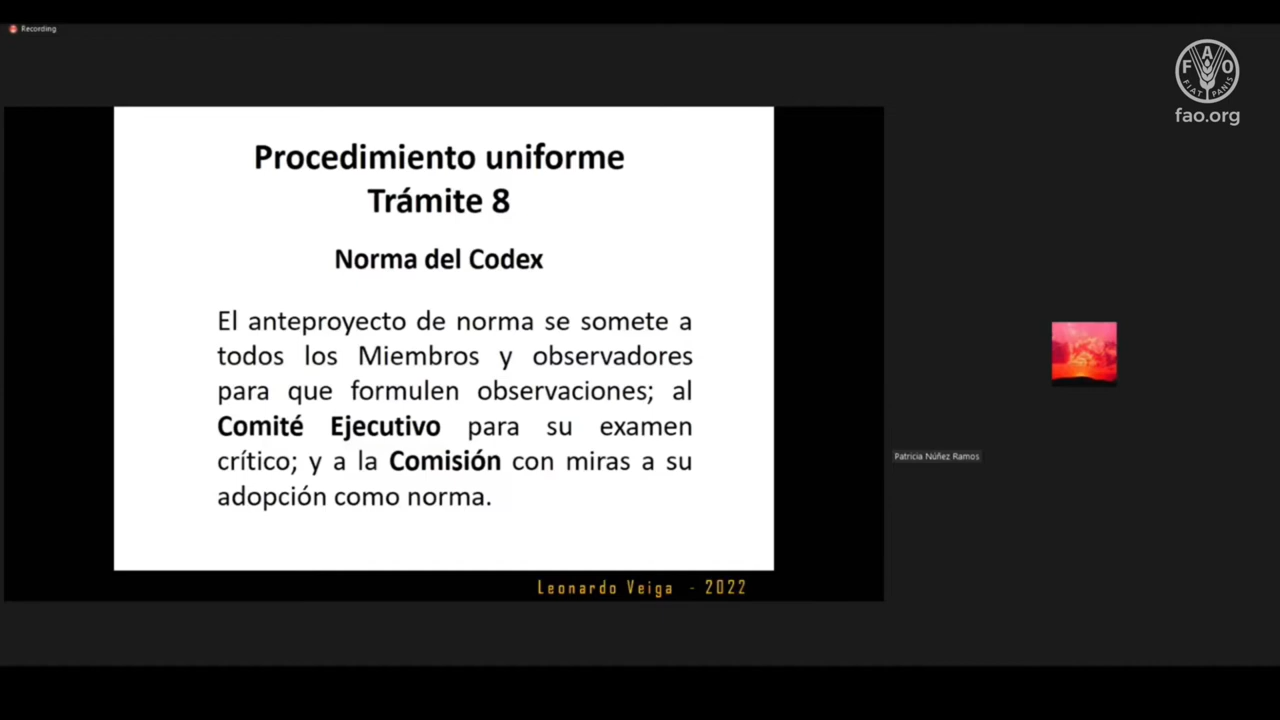 Recording
FAO
FIAT PANIS
fao.org
Procedimiento uniforme
Trámite 8
Norma del Codex
El anteproyecto de norma se somete a
todos los Miembros y observadores
para que formulen observaciones; al
Comité Ejecutivo para su examen
crítico; y a la Comisión con miras a su
adopción como norma.
Patricia Núñez Ramos
Leonardo Veiga - 2022